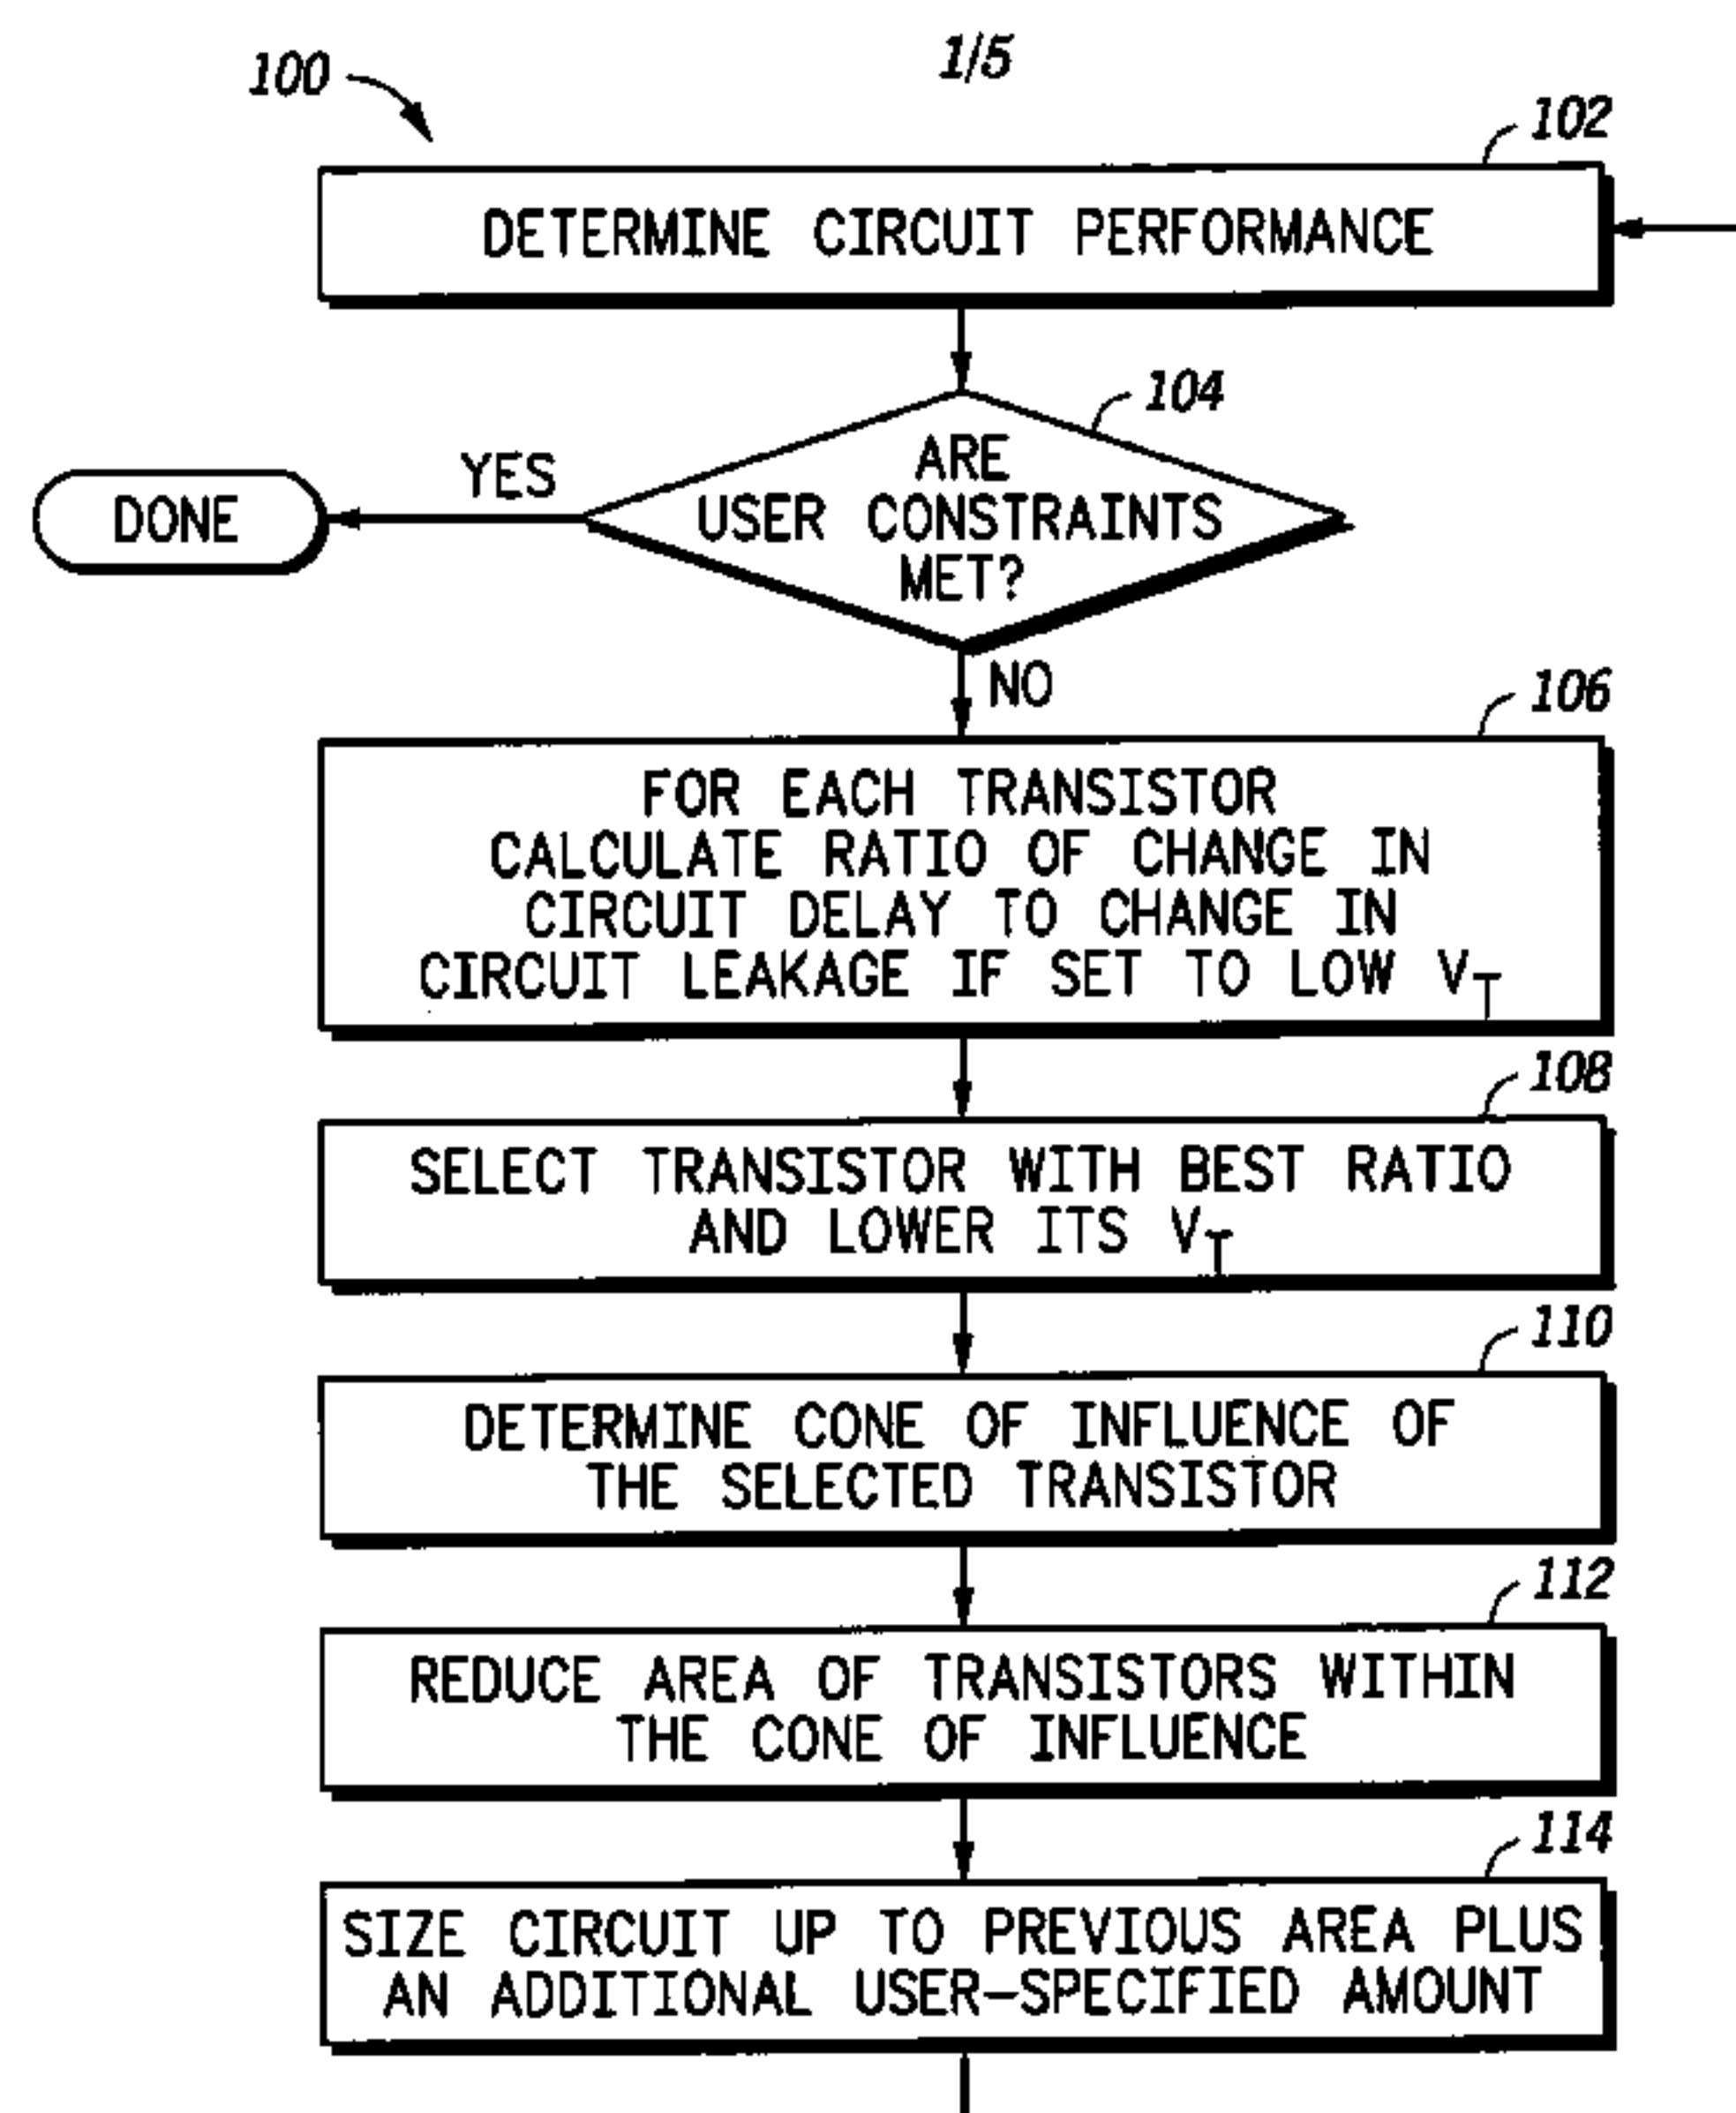 1/5
100
102
DETERMINE CIRCUIT PERFORMANCE
104
ARE
USER CONSTRAINTS
MET?
YES
DONE
NO
106
FOR EACH TRANSISTOR
CALCULATE RATIO OF CHANGE IN
CIRCUIT DELAY TO CHANGE IN
CIRCUIT LEAKAGE IF SET TO LOW VT
108
SELECT TRANSISTOR WITH BEST RATIO
AND LOWER ITS VT
110
DETERMINE CONE OF INFLUENCE OF
THE SELECTED TRANSISTOR
112
REDUCE AREA OF TRANSISTORS WITHIN
THE CONE OF INFLUENCE
114
SIZE CIRCUIT UP TO PREVIOUS AREA PLUS
AN ADDITIONAL USER-SPECIFIED AMOUNT